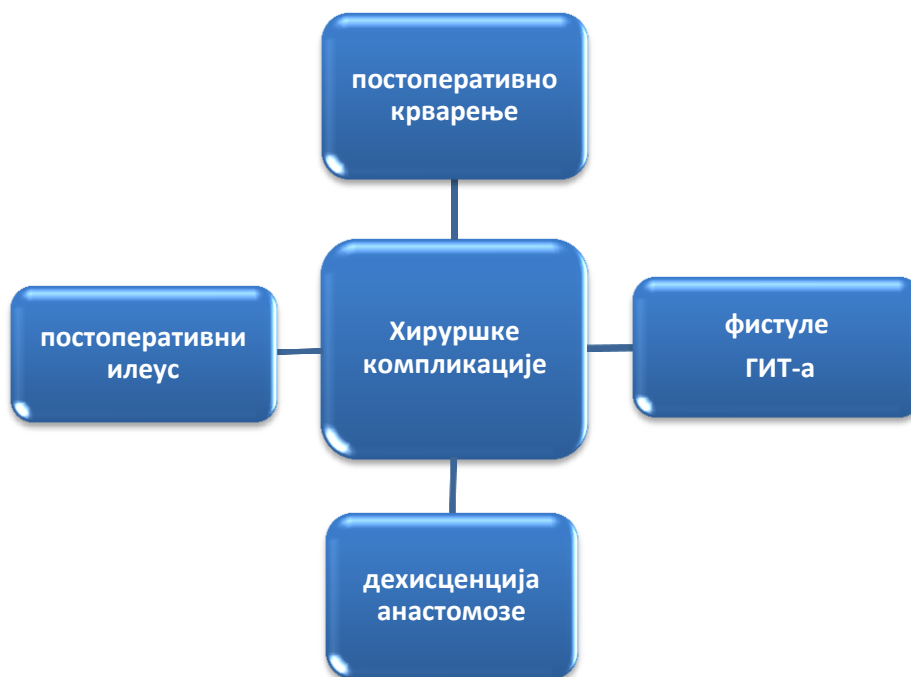 постоперативно
крварење
постоперативни
илеус
Хируршке
компликације
фистуле
ГИТ-а
дехисценција
анастомозе